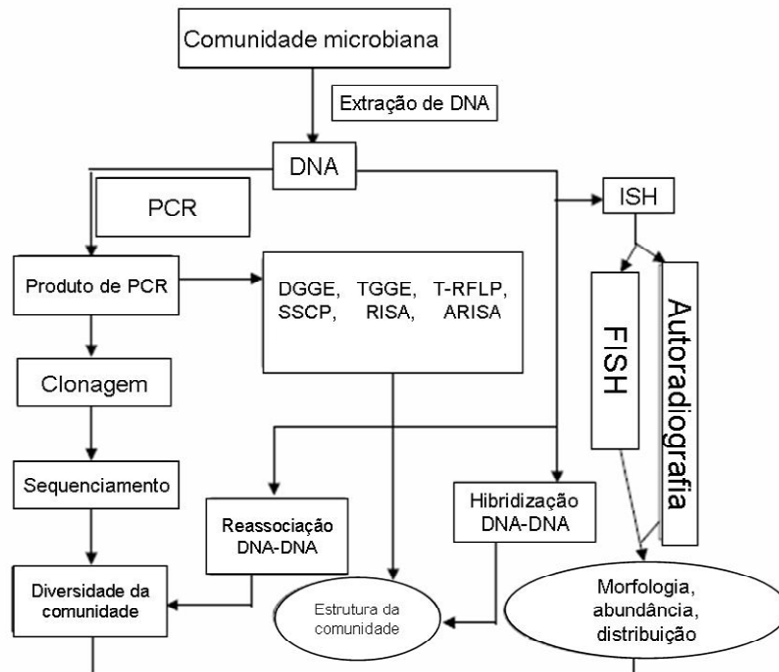 Comunidade microbiana
Extração de DNA
DNA
PCR
ISH
Produto de PCR
DGGE, TGGE, T-RFLP,
SSCP, RISA, ARISA
FISH
Autoradiografia
Clonagem
Sequenciamento
Reassociação
DNA-DNA
Hibridização
DNA-DNA
Diversidade da
comunidade
Estrutura da
comunidade
Morfologia,
abundância,
distribuição